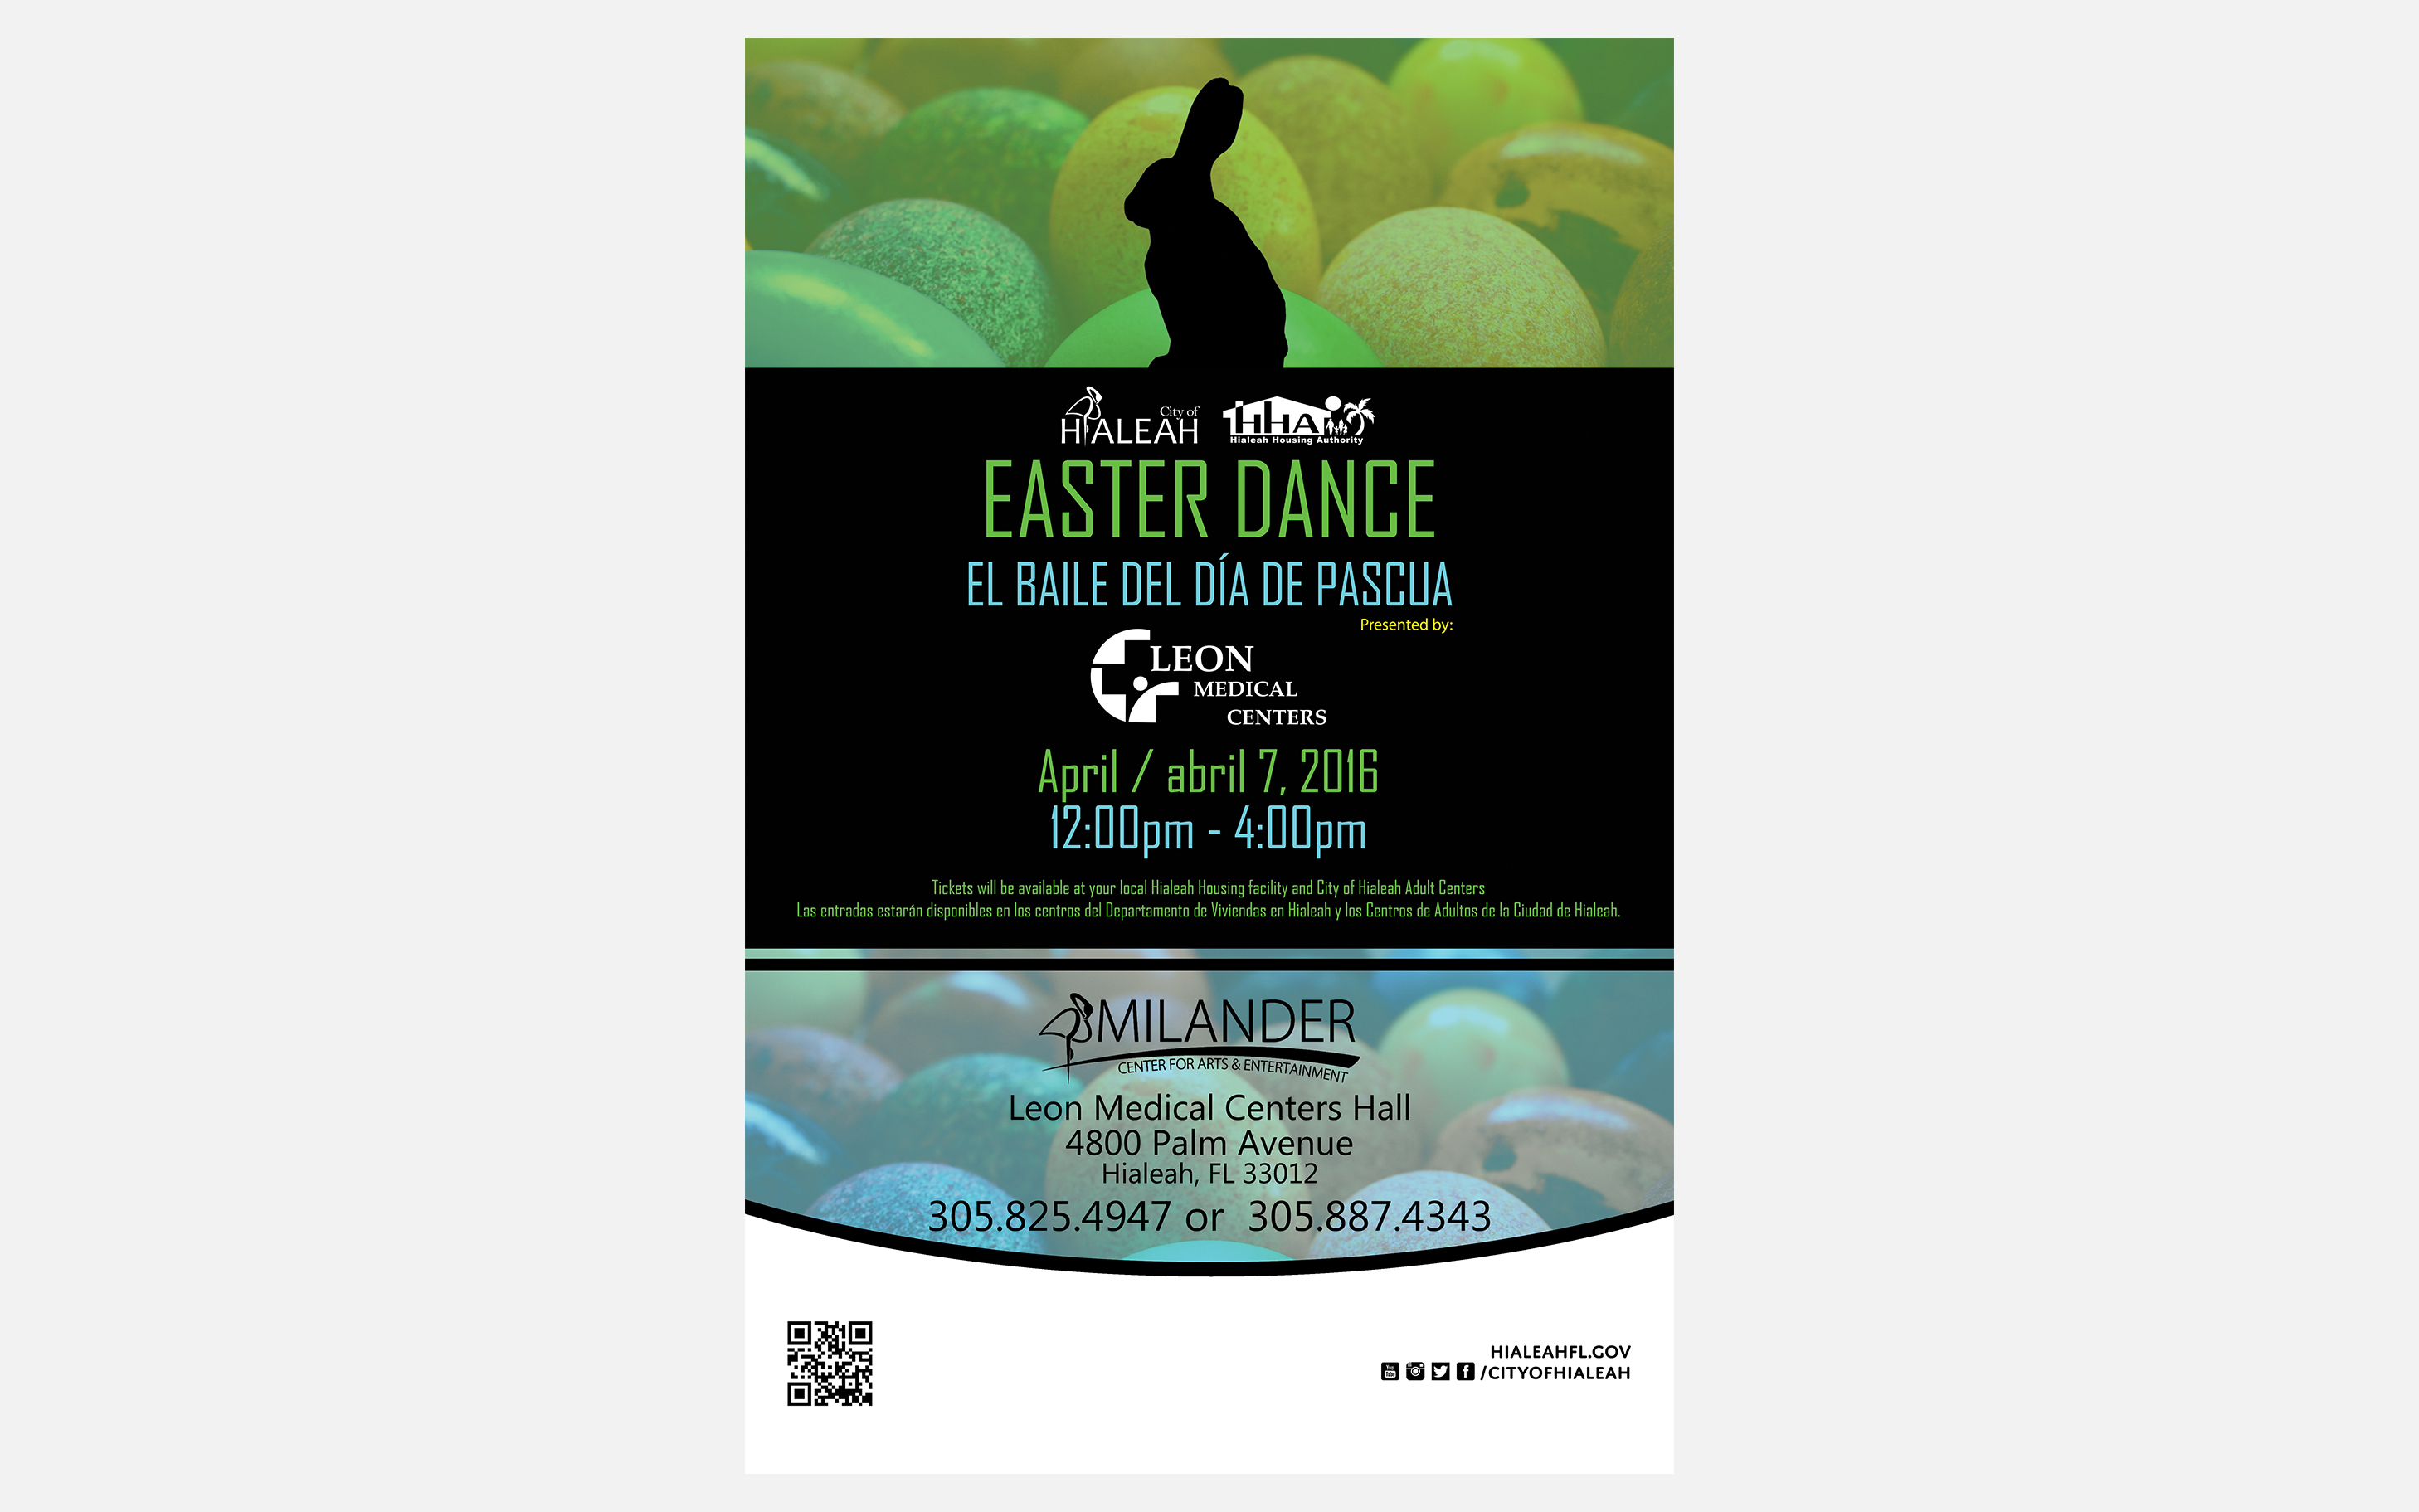 City of
HIALEAH
HHA
Hialeah Housing Authority
EASTER DANCE
EL BAILE DEL DÍA DE PASCUA
Presented by:
LEON
MEDICAL
CENTERS
April / abril 7, 2016
12:00pm - 4:00pm
Tickets will be available at your local Hialeah Housing facility and City of Hialeah Adult Centers
Las entradas estarán disponibles en los centros del Departamento de Viviendas en Hialeah y los Centros de Adultos de la Ciudad de Hialeah.
MILANDER
CENTER FOR ARTS & ENTERTAINMENT
Leon Medical Centers Hall
4800 Palm Avenue
Hialeah, FL 33012
305.825.4947 or 305.887.4343
HIALEAHFL.GOV
You Tube /CITYOFHIALEAH